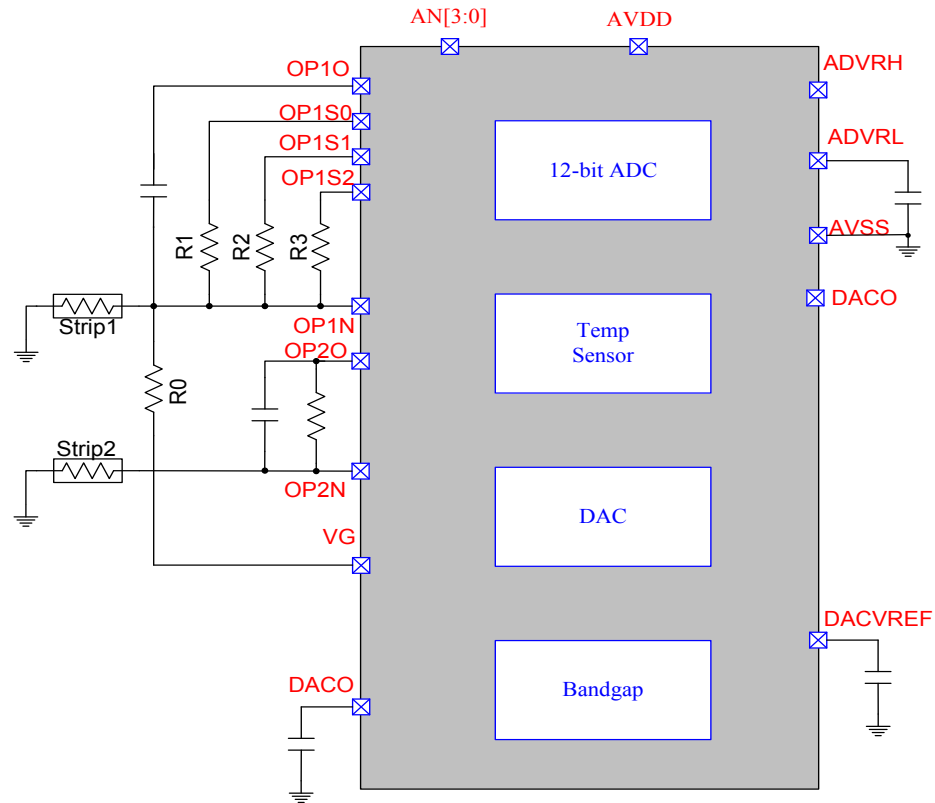 AN[3:0]
AVDD
OP1O
OP1S0
OP1S1
OP1S2
R1
R2
R3
Strip1
OP1N
OP2O
R0
Strip2
OP2N
VG
DACO
12-bit ADC
Temp
Sensor
DAC
Bandgap
ADVRH
ADVRL
AVSS
DACO
DACVREF